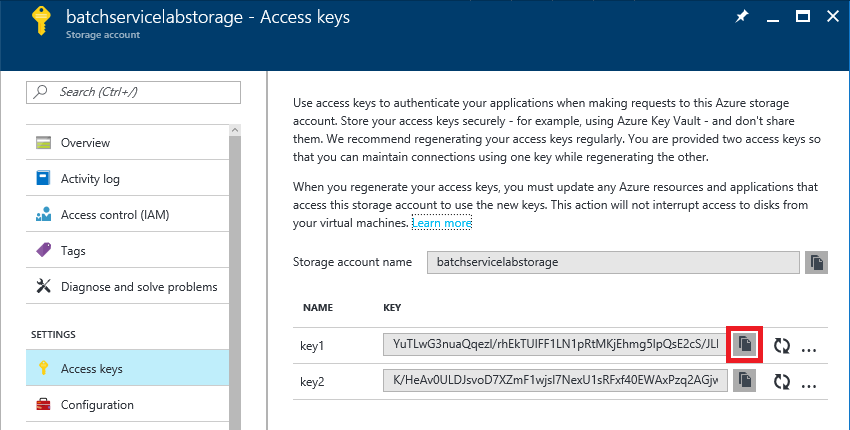 batchservicelabstorage - Access keys
Storage account
Search (Ctrl+/)
Overview
Activity log
Access control (IAM)
Tags
Diagnose and solve problems
SETTINGS
Access keys
Configuration
Use access keys to authenticate your applications when making requests to this Azure storage
account. Store your access keys securely - for example, using Azure Key Vault - and don't share
them. We recommend regenerating your access keys regularly. You are provided two access keys so
that you can maintain connections using one key while regenerating the other.
When you regenerate your access keys, you must update any Azure resources and applications that
access this storage account to use the new keys. This action will not interrupt access to disks from
your virtual machines. Learn more
Storage account name batchservicelabstorage
NAME KEY
key1
key2